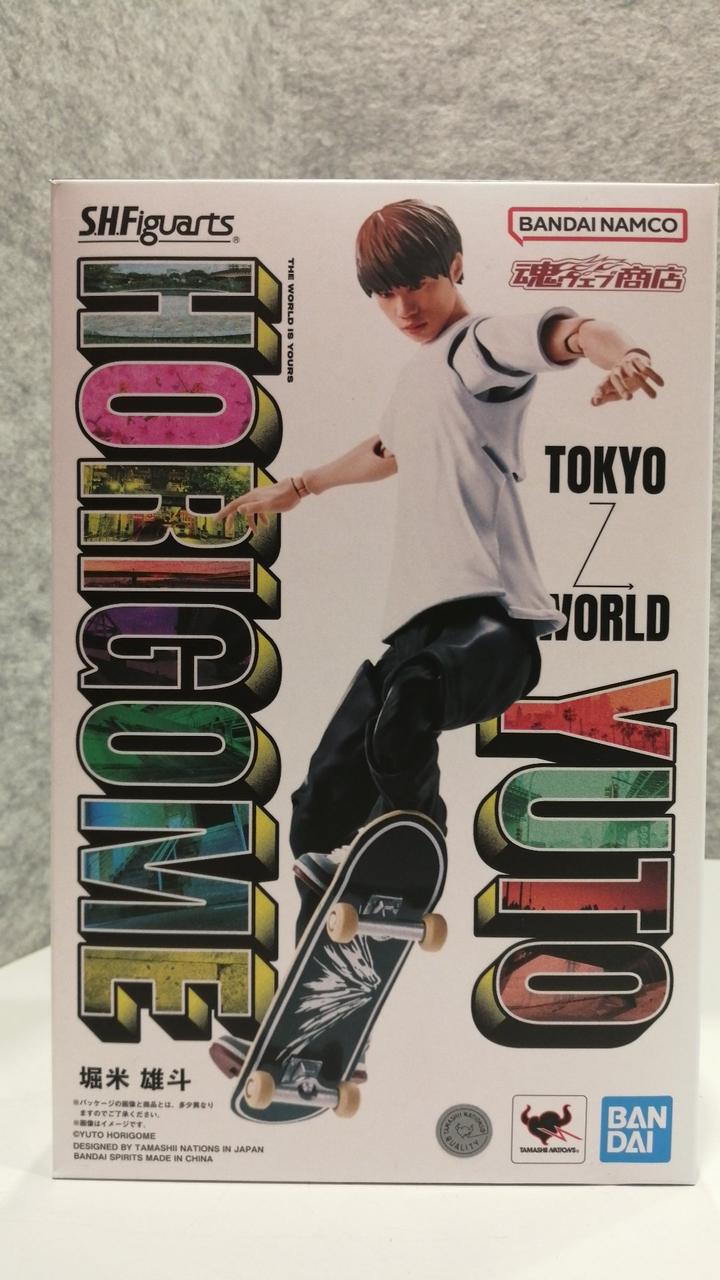 S.H.Figuarts®
BANDAI NAMCO
魂ウェブ商店
THE WORLD IS YOURS
HORIGOME
TOKYO
WORLD
YUTO
堀米 雄斗
※パッケージの画像と商品とは、多少異なり
ますのでご了承ください。
※画像はイメージです。
©YUTO HORIGOME
DESIGNED BY TAMASHII NATIONS IN JAPAN
BANDAI SPIRITS MADE IN CHINA
TAMASHII NATIONS
QUALITY
TAMASHII NATIONS®
BAN
DAI